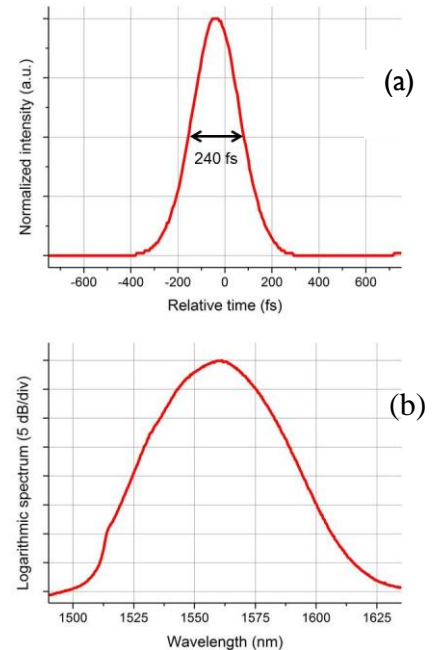 Normalized intensity (a.u.)
(a)
240 fs
-600 -400 -200 0 200 400 600
Relative time (fs)
Logarithmic spectrum (5 dB/div)
(b)
1500 1525 1550 1575 1600 1625
Wavelength (nm)